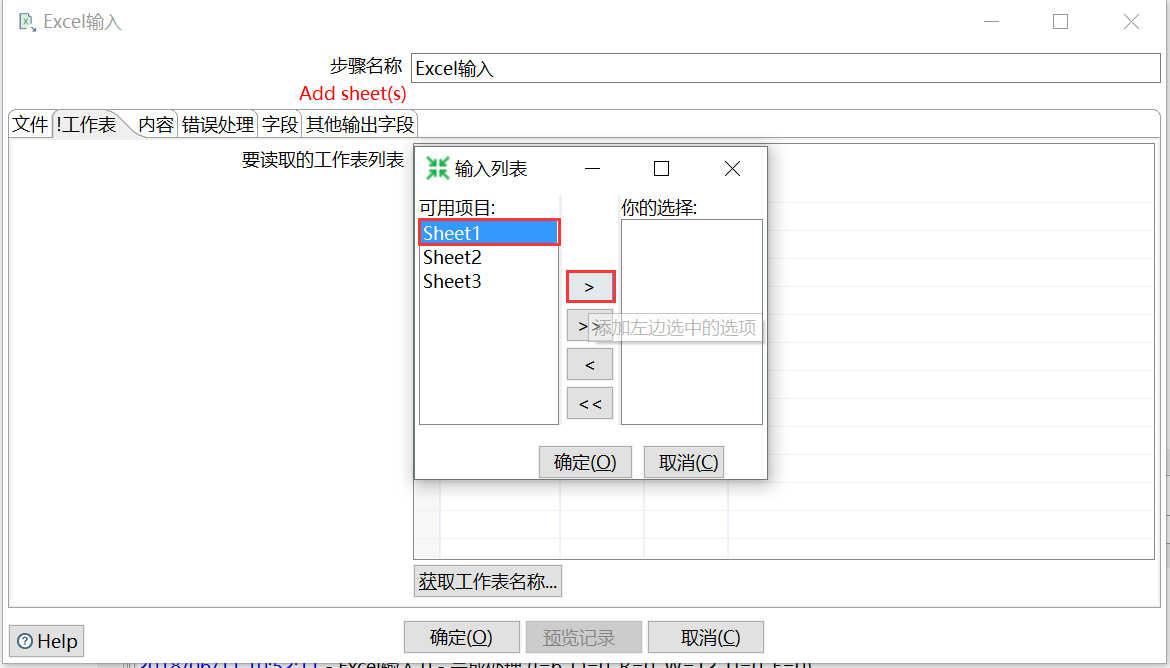 Excel输入
步骤名称 Excel输入
Add sheet(s)
文件 !工作表 内容 错误处理 字段 其他输出字段
要读取的工作表列表
输入列表
可用项目: 你的选择:
Sheet1
Sheet2
Sheet3
>
>> 添加左边选中的选项
<
<<
确定(O) 取消(C)
获取工作表名称...
Help 确定(O) 预览记录 取消(C)